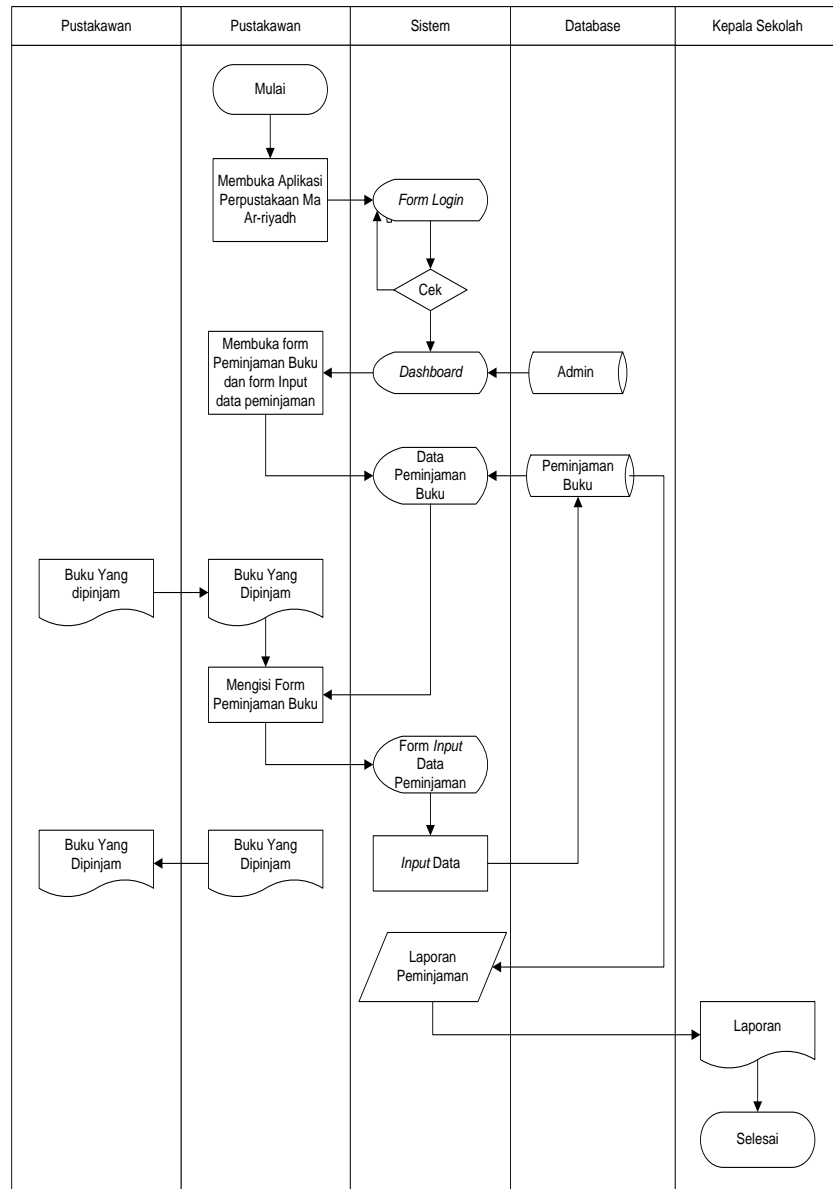 Pustakawan
Pustakawan
Sistem
Database
Kepala Sekolah
Mulai
Membuka Aplikasi
Perpustakaan Ma
Ar-riyadh
Form Login
Cek
Membuka form
Peminjaman Buku
dan form Input
data peminjaman
Dashboard
Admin
Data
Peminjaman
Buku
Peminjaman
Buku
Buku Yang
dipinjam
Buku Yang
Dipinjam
Mengisi Form
Peminjaman Buku
Form Input
Data
Peminjaman
Buku Yang
Dipinjam
Buku Yang
Dipinjam
Input Data
Laporan
Peminjaman
Laporan
Selesai